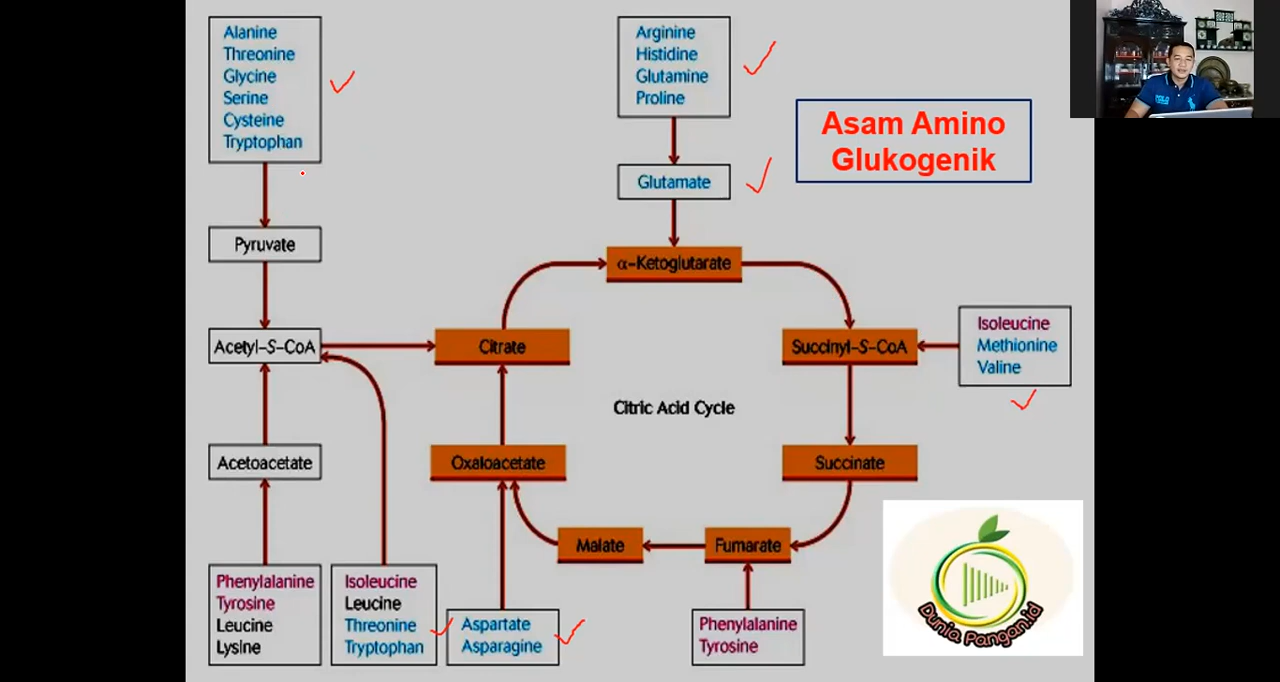 Alanine
Threonine
Glycine
Serine
Cysteine
Tryptophan
Arginine
Histidine
Glutamine
Proline
Asam Amino
Glukogenik
Glutamate
Pyruvate
α-Ketoglutarate
Acetyl-S-CoA
Citrate
Succinyl-S-CoA
Isoleucine
Methionine
Valine
Citric Acid Cycle
Acetoacetate
Oxaloacetate
Succinate
Malate
Fumarate
Phenylalanine
Tyrosine
Leucine
Lysine
Isoleucine
Leucine
Threonine
Tryptophan
Aspartate
Asparagine
Phenylalanine
Tyrosine
Dunia Pangan.id
POLO